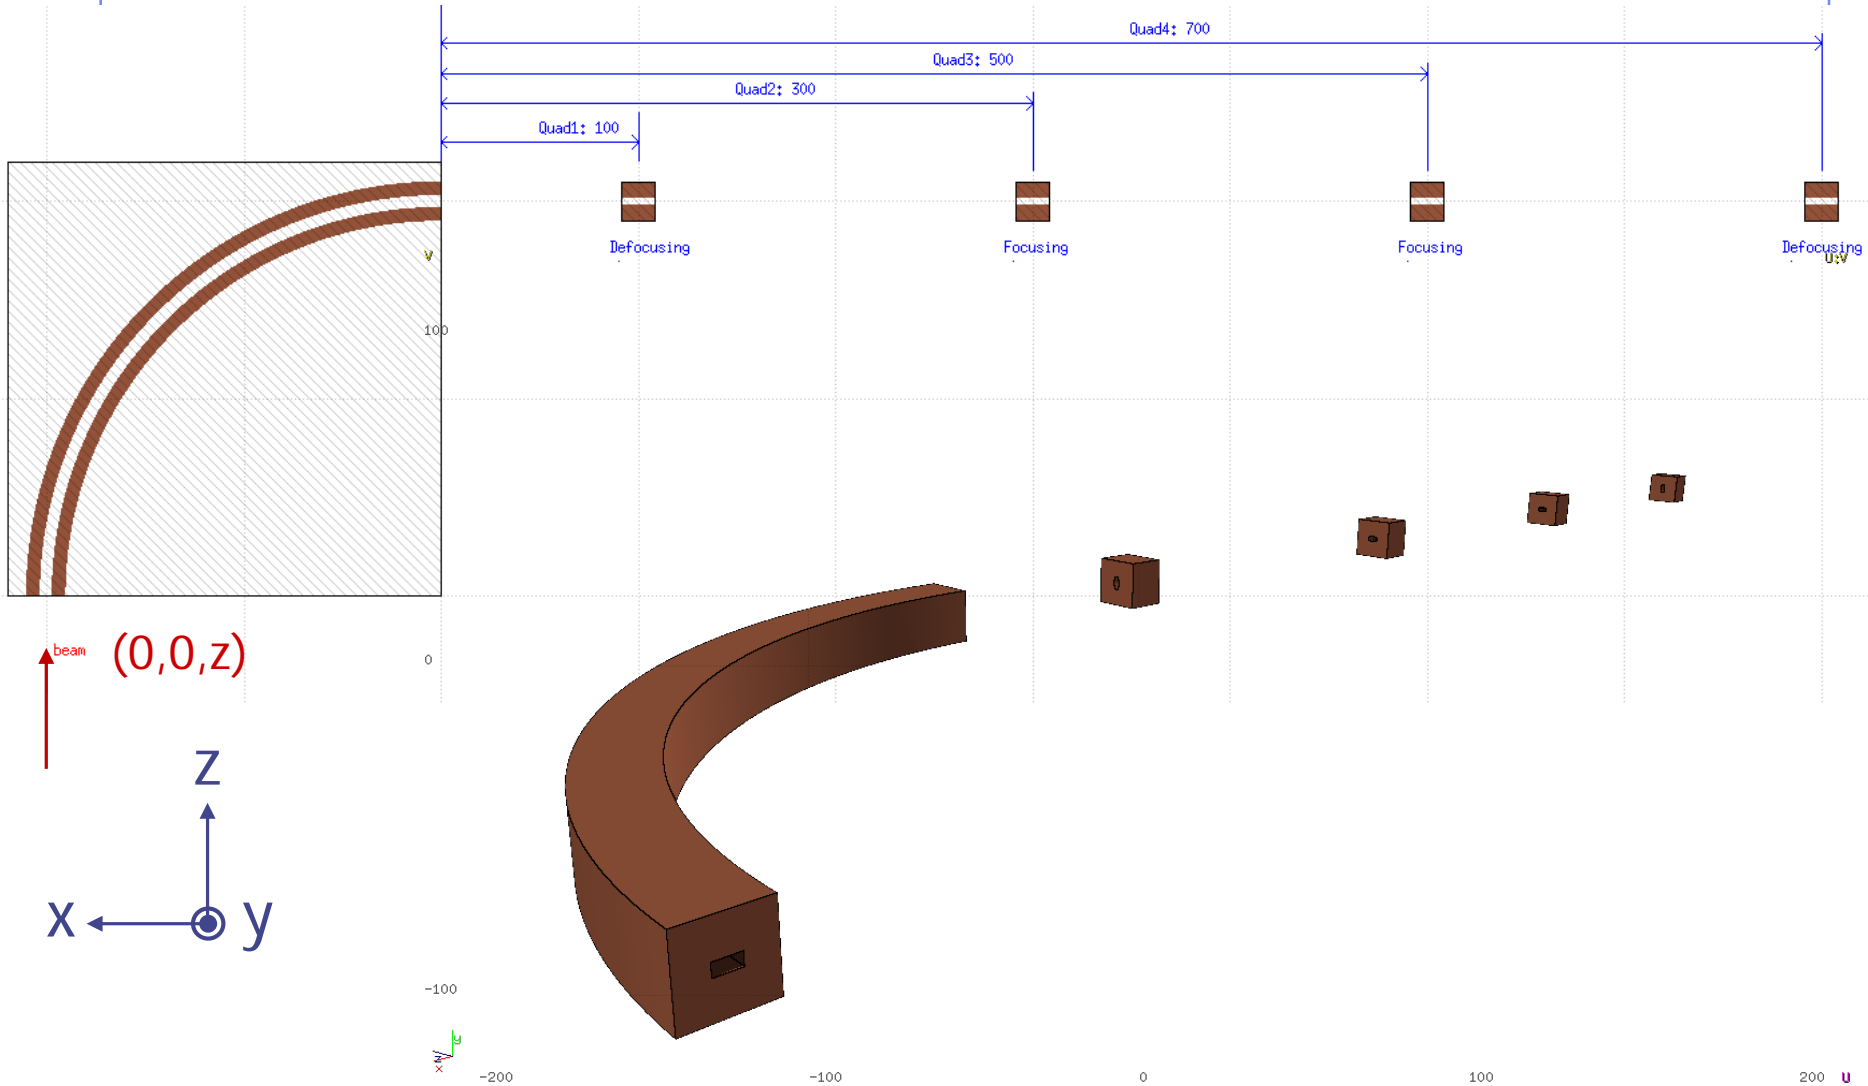 Quad4: 700
Quad3: 500
Quad2: 300
Quad1: 100
Defocusing
Focusing
Focusing
Defocusing
V
U:V
100
beam
(0,0,z)
0
z
x
y
-100
y
z
x
-200
-100
0
100
200
U